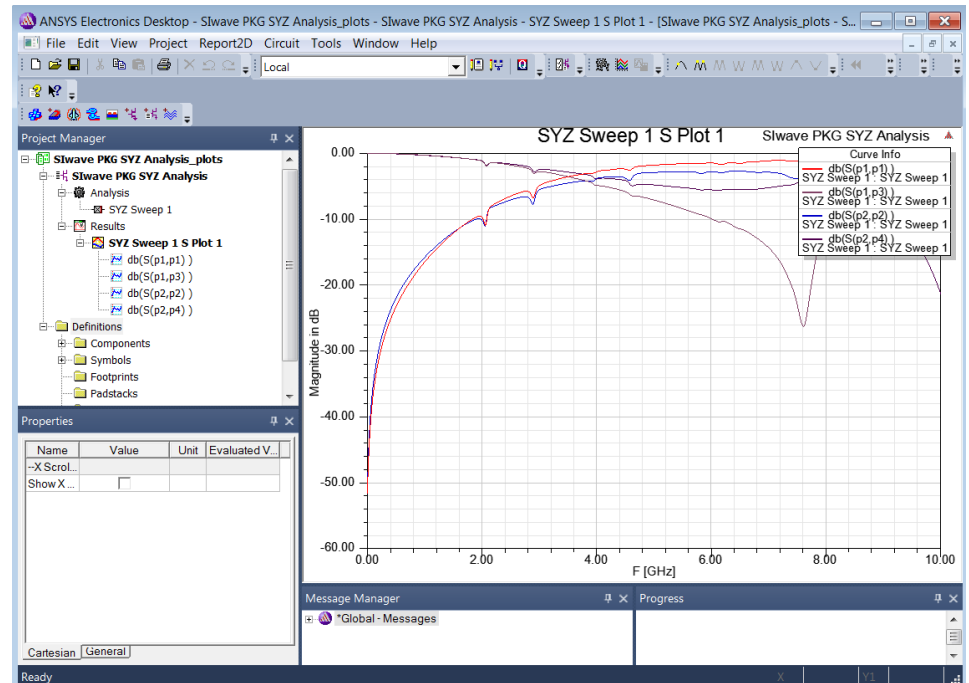 ANSYS Electronics Desktop - SIwave PKG SYZ Analysis_plots - SIwave PKG SYZ Analysis - SYZ Sweep 1 S Plot 1 - [SIwave PKG SYZ Analysis_plots - S...
File Edit View Project Report2D Circuit Tools Window Help
Local
Project Manager
SIwave PKG SYZ Analysis_plots
SIwave PKG SYZ Analysis
Analysis
SYZ Sweep 1
Results
SYZ Sweep 1 S Plot 1
db(S(p1,p1) )
db(S(p1,p3) )
db(S(p2,p2) )
db(S(p2,p4) )
Definitions
Components
Symbols
Footprints
Padstacks
Properties
Name Value Unit Evaluated V...
--X Scrol...
Show X ...
Cartesian General
SYZ Sweep 1 S Plot 1 SIwave PKG SYZ Analysis
Curve Info
db(S(p1,p1) )
SYZ Sweep 1 : SYZ Sweep 1
db(S(p1,p3) )
SYZ Sweep 1 : SYZ Sweep 1
db(S(p2,p2) )
SYZ Sweep 1 : SYZ Sweep 1
db(S(p2,p4) )
SYZ Sweep 1 : SYZ Sweep 1
Magnitude in dB
0.00
-10.00
-20.00
-30.00
-40.00
-50.00
-60.00
0.00 2.00 4.00 6.00 8.00 10.00
F [GHz]
Message Manager
*Global - Messages
Progress
Ready
X Y1